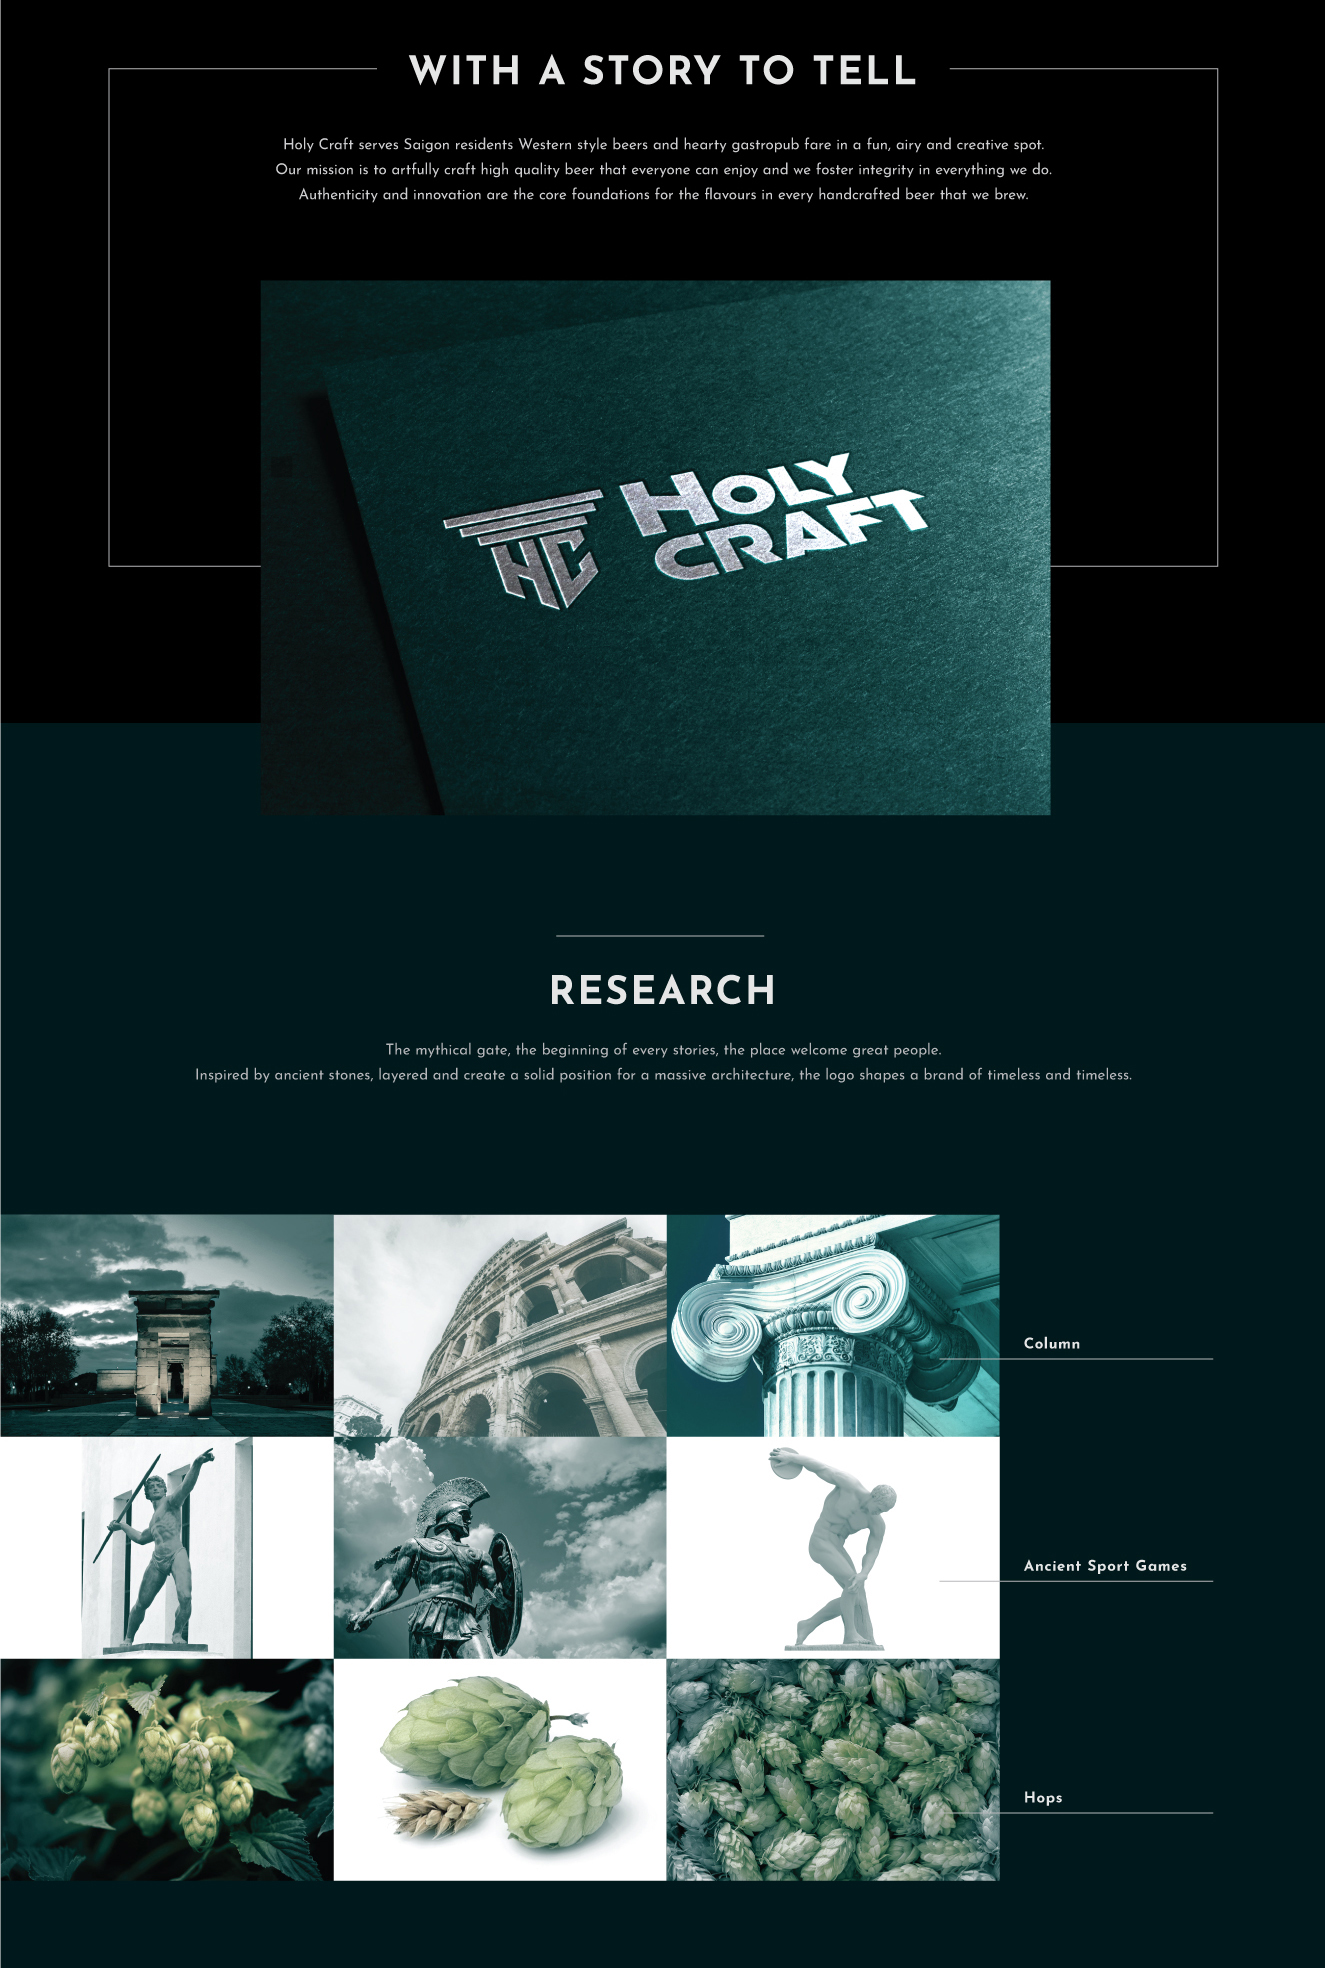 WITH A STORY TO TELL
Holy Craft serves Saigon residents Western style beers and hearty gastropub fare in a fun, airy and creative spot.
Our mission is to artfully craft high quality beer that everyone can enjoy and we foster integrity in everything we do.
Authenticity and innovation are the core foundations for the flavours in every handcrafted beer that we brew.
HC
HOLY
CRAFT
RESEARCH
The mythical gate, the beginning of every stories, the place welcome great people.
Inspired by ancient stones, layered and create a solid position for a massive architecture, the logo shapes a brand of timeless and timeless.
Column
Ancient Sport Games
Hops